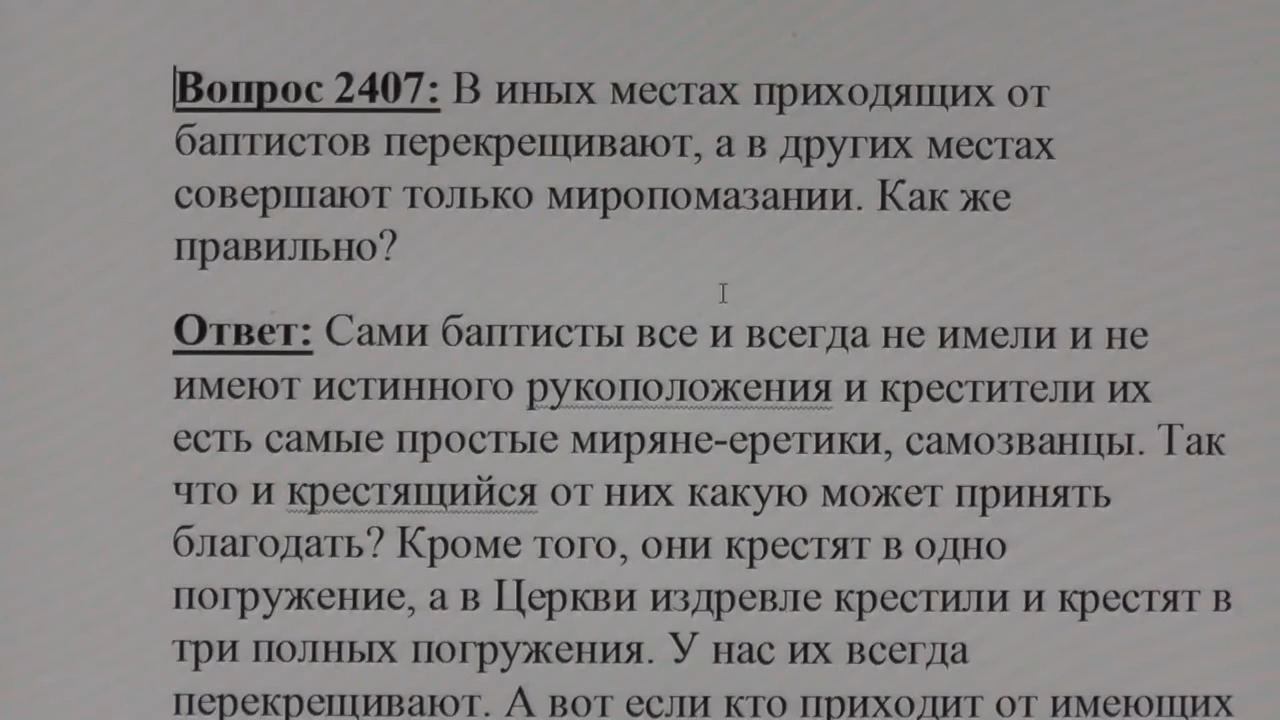 Вопрос 2407: В иных местах приходящих от
баптистов перекрещивают, а в других местах
совершают только миропомазании. Как же
правильно?
Ответ: Сами баптисты все и всегда не имели и не
имеют истинного рукоположения и крестители их
есть самые простые миряне-еретики, самозванцы. Так
что и крестящийся от них какую может принять
благодать? Кроме того, они крестят в одно
погружение, а в Церкви издревле крестили и крестят в
три полных погружения. У нас их всегда
перекрещивают. А вот если кто приходит от имеющих